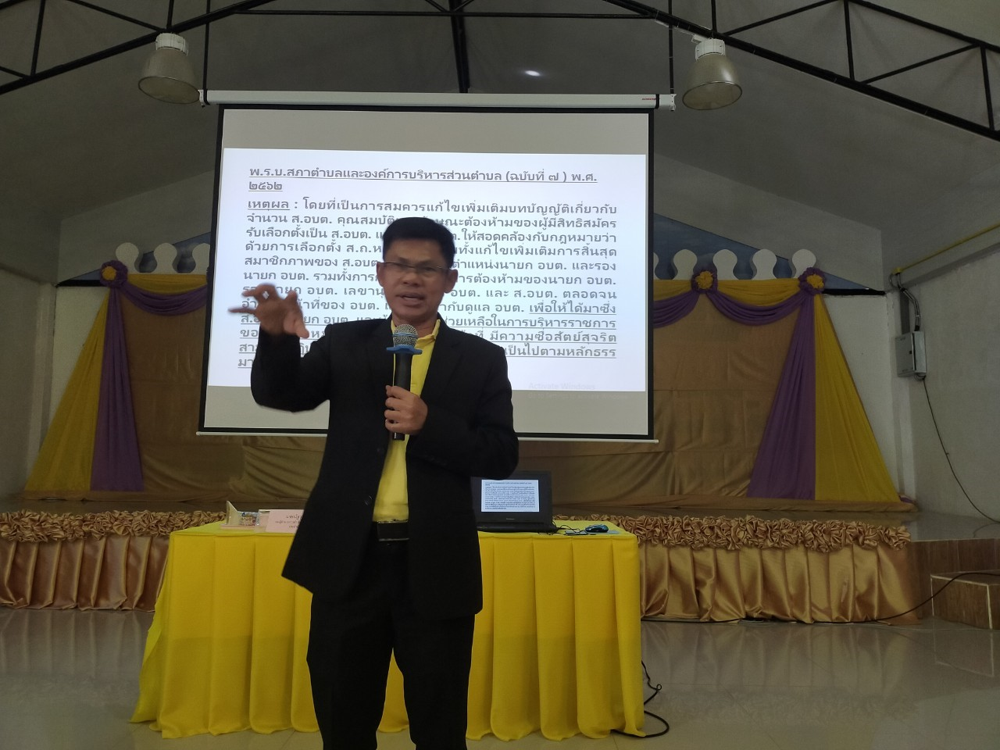 พ.ร.บ.สภาตำบลและองค์การบริหารส่วนตำบล (ฉบับที่ ๗ ) พ.ศ.
๒๕๖๒
เหตุผล : โดยที่เป็นการสมควรแก้ไขเพิ่มเติมบทบัญญัติเกี่ยวกับ
จำนวน ส.อบต. คุณสมบัติ ษณะต้องห้ามของผู้มีสิทธิสมัคร
รับเลือกตั้งเป็น ส.อบต. ให้สอดคล้องกับกฎหมายว่า
ด้วยการเลือกตั้ง ส.ถ. ทั้งแก้ไขเพิ่มเติมการสิ้นสุด
สมาชิกภาพของ ส.อบต ตำแหน่งนายก อบต. และรอง
นายก อบต. รวมทั้งการ การต้องห้ามของนายก อบต.
นายก อบต. เลขานุ อบต. และ ส.อบต. ตลอดจน
หน้าที่ของ อบต. กำกับดูแล อบต. เพื่อให้ได้มาซึ่ง
ส.อ ยก อบต. ช่วยเหลือในการบริหารราชการ
ขอ ที่ มีความซื่อสัตย์สุจริต
สาม เป็นไปตามหลักธรร
มา
Activate Windows